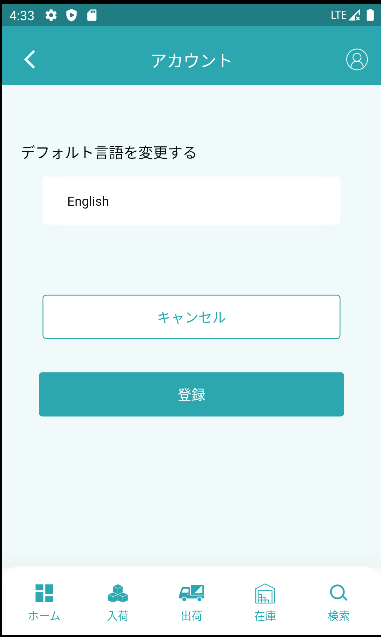 4:33 LTE
アカウント
デフォルト言語を変更する
English
キャンセル
登録
ホーム 入荷 出荷 在庫 検索